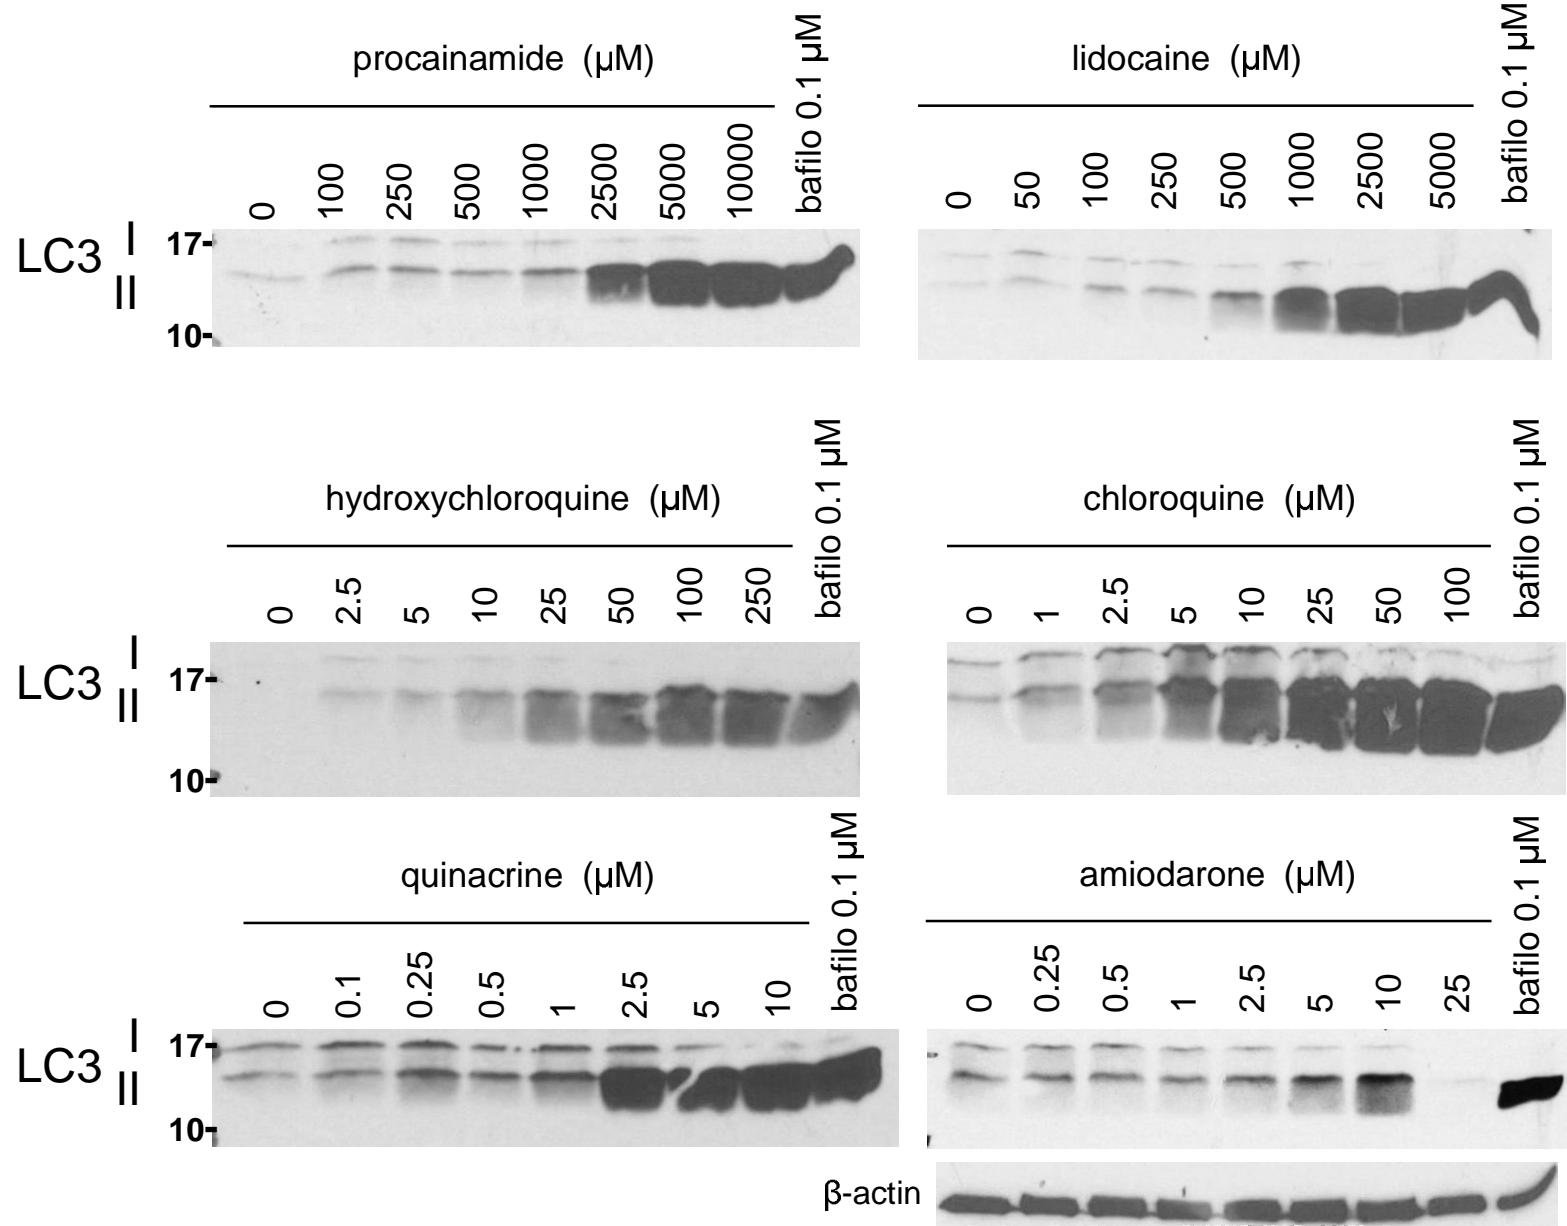 procainamide (µM)
0 100 250 500 1000 2500 5000 10000 bafilo 0.1 µM
LC3 I II
17-
10-
lidocaine (µM)
0 50 100 250 500 1000 2500 5000 bafilo 0.1 µM
hydroxychloroquine (µM)
0 2.5 5 10 25 50 100 250 bafilo 0.1 µM
LC3 I II
17-
10-
chloroquine (µM)
0 1 2.5 5 10 25 50 100 bafilo 0.1 µM
quinacrine (µM)
0 0.1 0.25 0.5 1 2.5 5 10 bafilo 0.1 µM
LC3 I II
17-
10-
amiodarone (µM)
0 0.25 0.5 1 2.5 5 10 25 bafilo 0.1 µM
β-actin